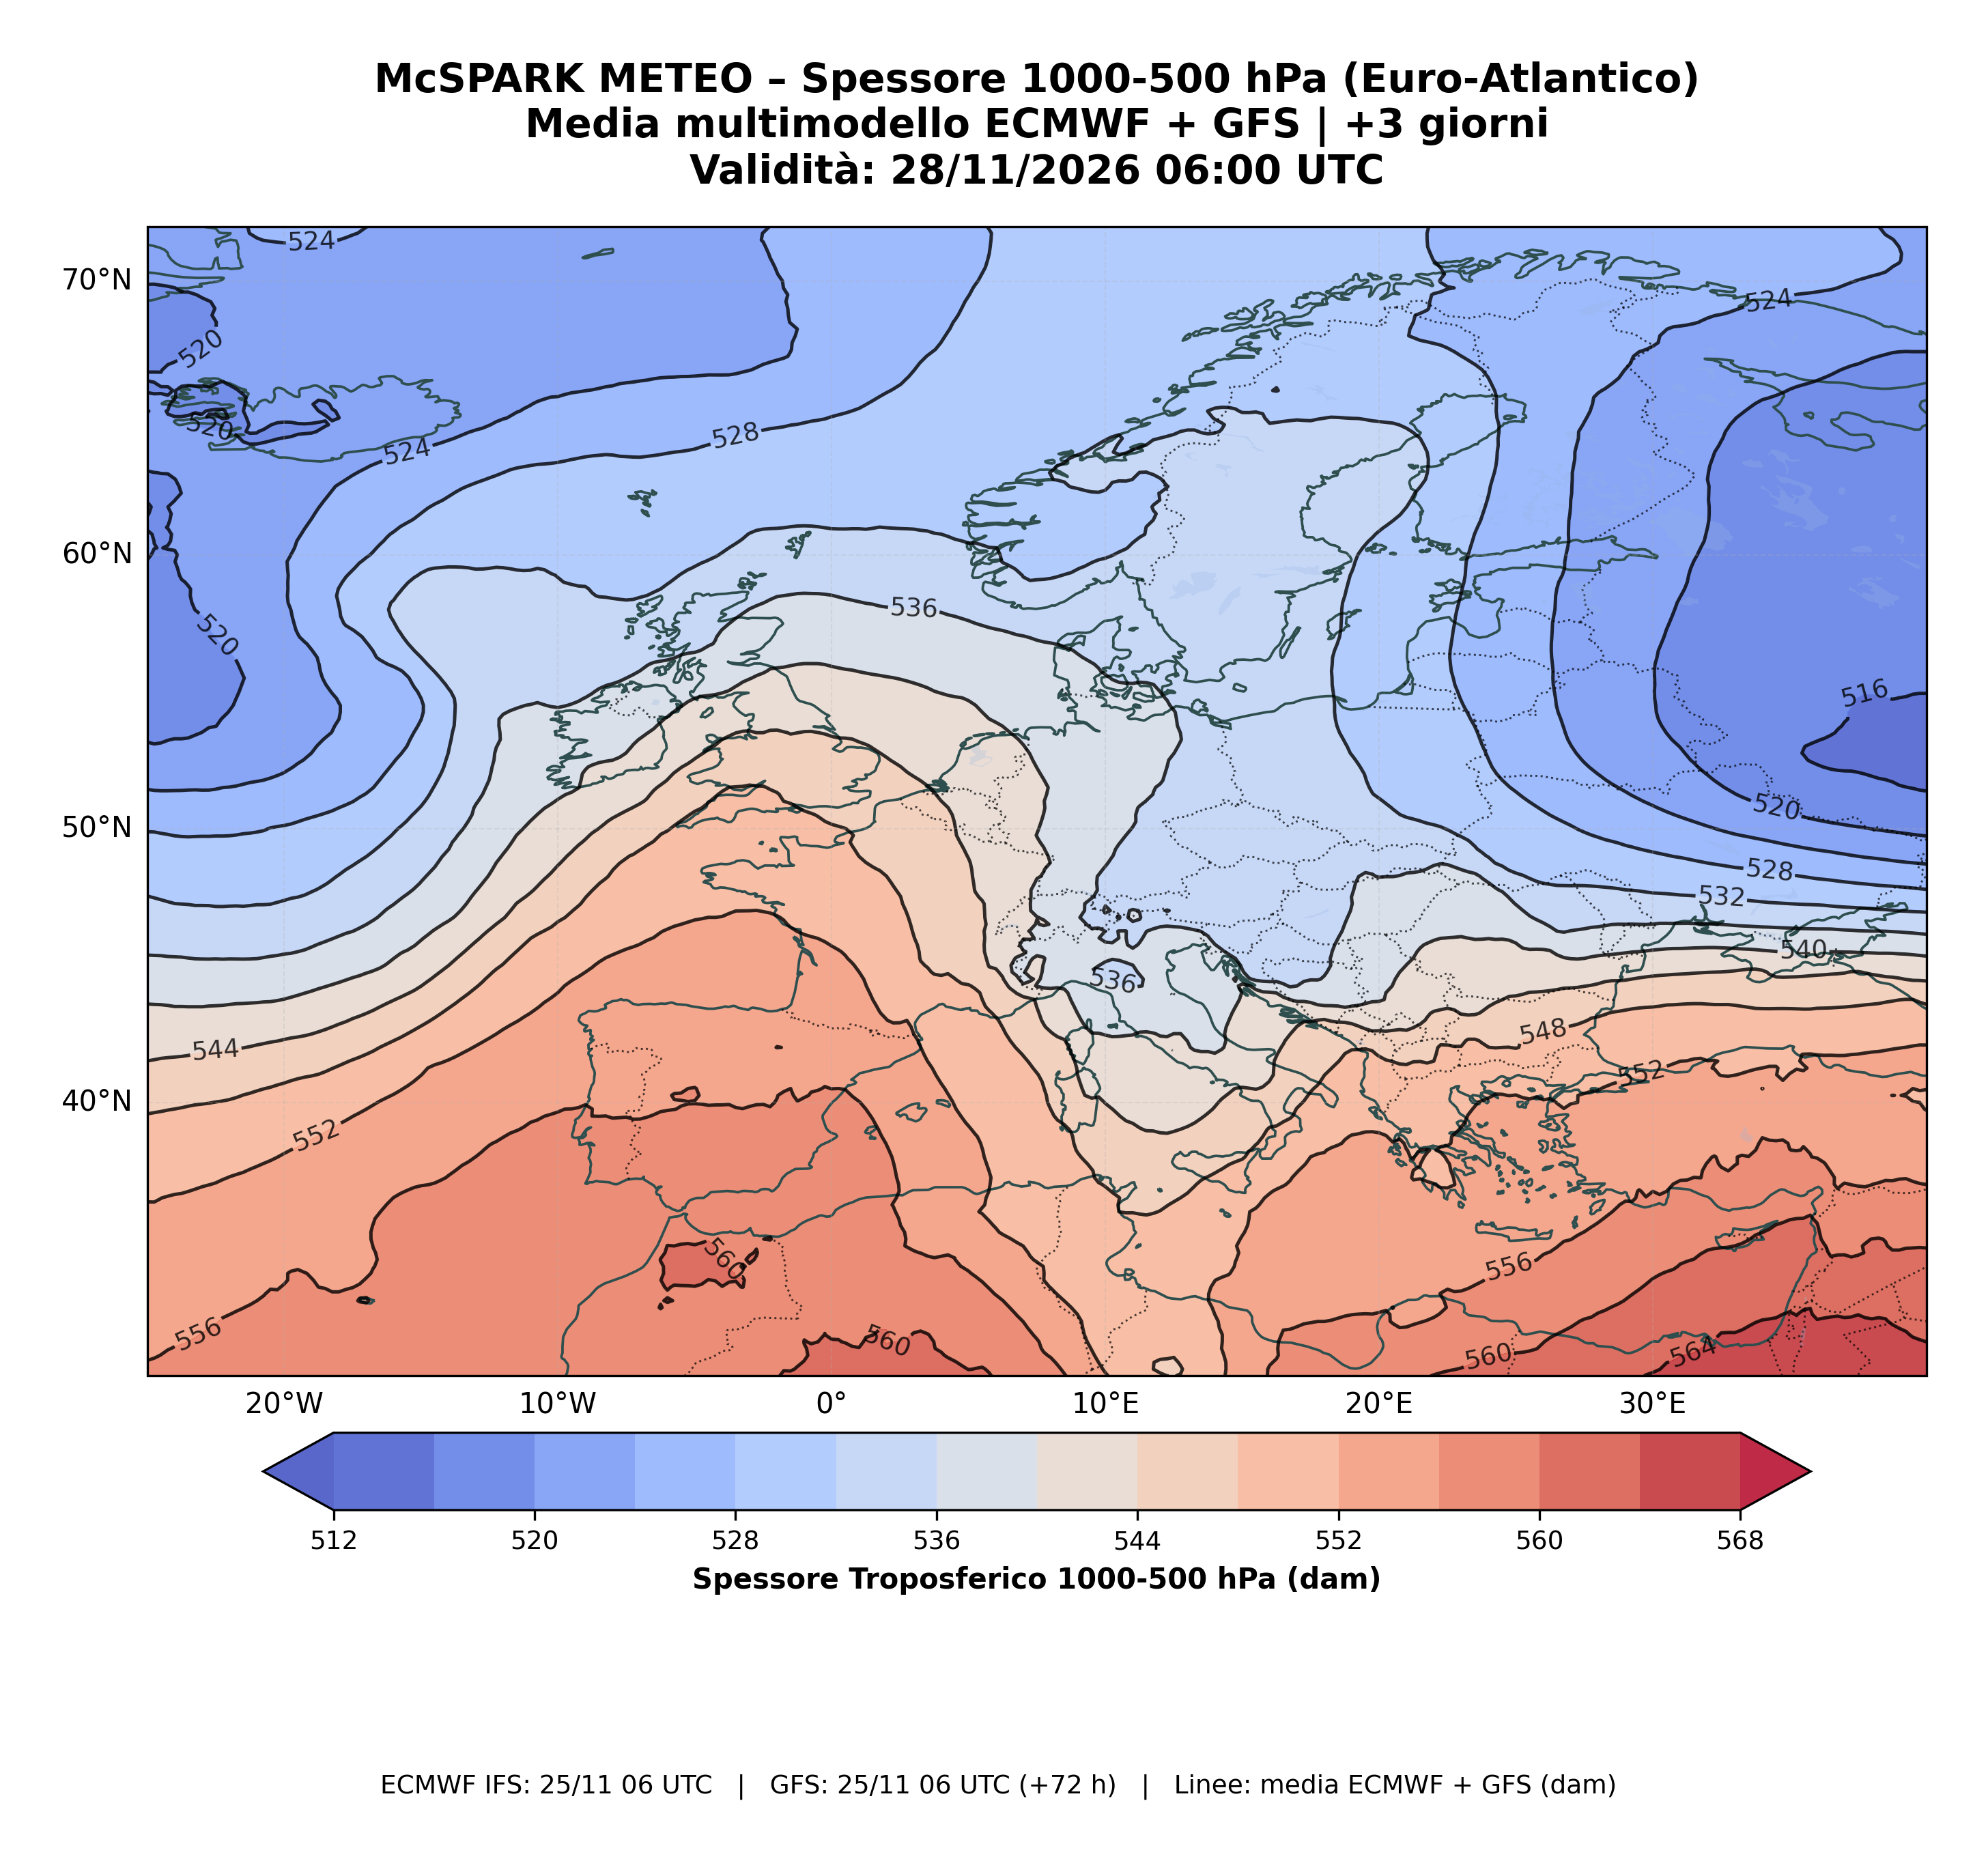 McSPARK METEO – Spessore 1000-500 hPa (Euro-Atlantico)
Media multimodello ECMWF + GFS | +3 giorni
Validità: 28/11/2026 06:00 UTC
524
70°N
524
520
520
524
528
60°N
536
520
516
520
50°N
528
532
540
536
544
548
552
40°N
552
556
560
556
560
560
564
20°W 10°W 0° 10°E 20°E 30°E
512 520 528 536 544 552 560 568
Spessore Troposferico 1000-500 hPa (dam)
ECMWF IFS: 25/11 06 UTC | GFS: 25/11 06 UTC (+72 h) | Linee: media ECMWF + GFS (dam)